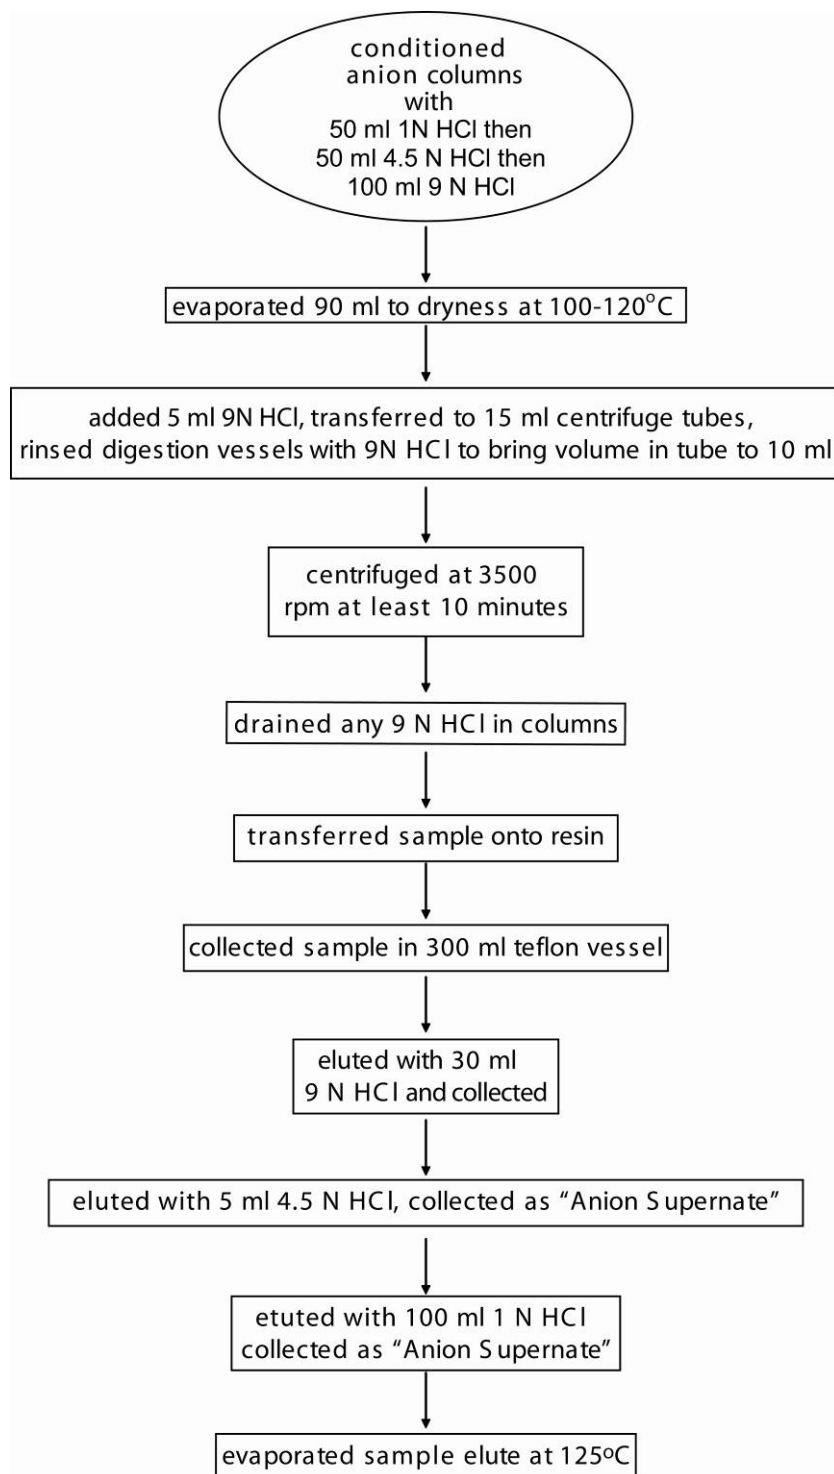 conditioned
anion columns
with
50 ml 1N HCl then
50 ml 4.5 N HCl then
100 ml 9 N HCl
evaporated 90 ml to dryness at 100-120°C
added 5 ml 9N HCl, transferred to 15 ml centrifuge tubes,
rinsed digestion vessels with 9N HCl to bring volume in tube to 10 ml
centrifuged at 3500
rpm at least 10 minutes
drained any 9 N HCl in columns
transferred sample onto resin
collected sample in 300 ml teflon vessel
eluted with 30 ml
9 N HCl and collected
eluted with 5 ml 4.5 N HCl, collected as “Anion Supernate”
etuted with 100 ml 1 N HCl
collected as “Anion Supernate”
evaporated sample elute at 125°C